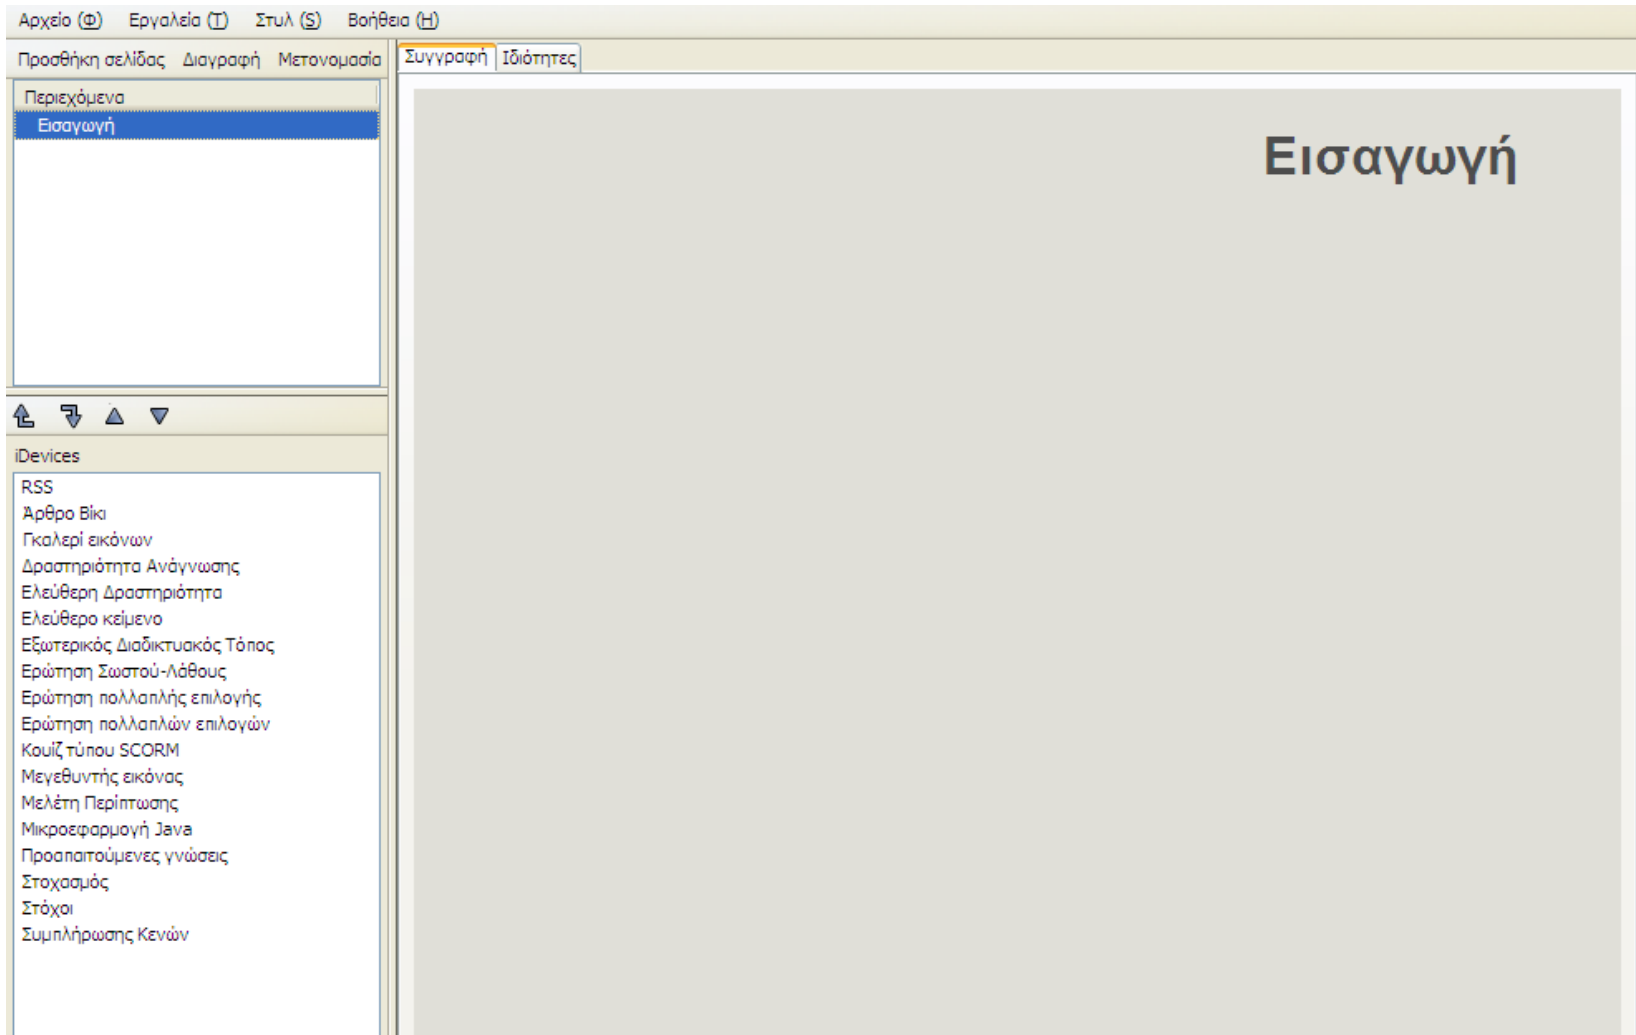 Αρχείο (Φ) Εργαλεία (T) Στυλ (S) Βοήθεια (H)
Προσθήκη σελίδας Διαγραφή Μετονομασία
Συγγραφή Ιδιότητες
Περιεχόμενα
Εισαγωγή
Εισαγωγή
iDevices
RSS
Άρθρο Βίκι
Γκαλερί εικόνων
Δραστηριότητα Ανάγνωσης
Ελεύθερη Δραστηριότητα
Ελεύθερο κείμενο
Εξωτερικός Διαδικτυακός Τόπος
Ερώτηση Σωστού-Λάθους
Ερώτηση πολλαπλής επιλογής
Ερώτηση πολλαπλών επιλογών
Κουίζ τύπου SCORM
Μεγεθυντής εικόνας
Μελέτη Περίπτωσης
Μικροεφαρμογή Java
Προαπαιτούμενες γνώσεις
Στοχασμός
Στόχοι
Συμπλήρωσης Κενών